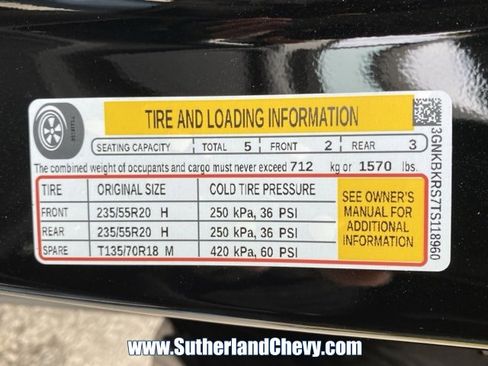 TIRE AND LOADING INFORMATION
SEATING CAPACITY TOTAL 5 FRONT 2 REAR 3
The combined weight of occupants and cargo must never exceed 712 kg or 1570 lbs.
TIRE ORIGINAL SIZE COLD TIRE PRESSURE
FRONT 235/55R20 H 250 kPa, 36 PSI
REAR 235/55R20 H 250 kPa, 36 PSI
SPARE T135/70R18 M 420 kPa, 60 PSI
SEE OWNER'S
MANUAL FOR
ADDITIONAL
INFORMATION
3GNKBKRS7TS118960
www.SutherlandChevy.com